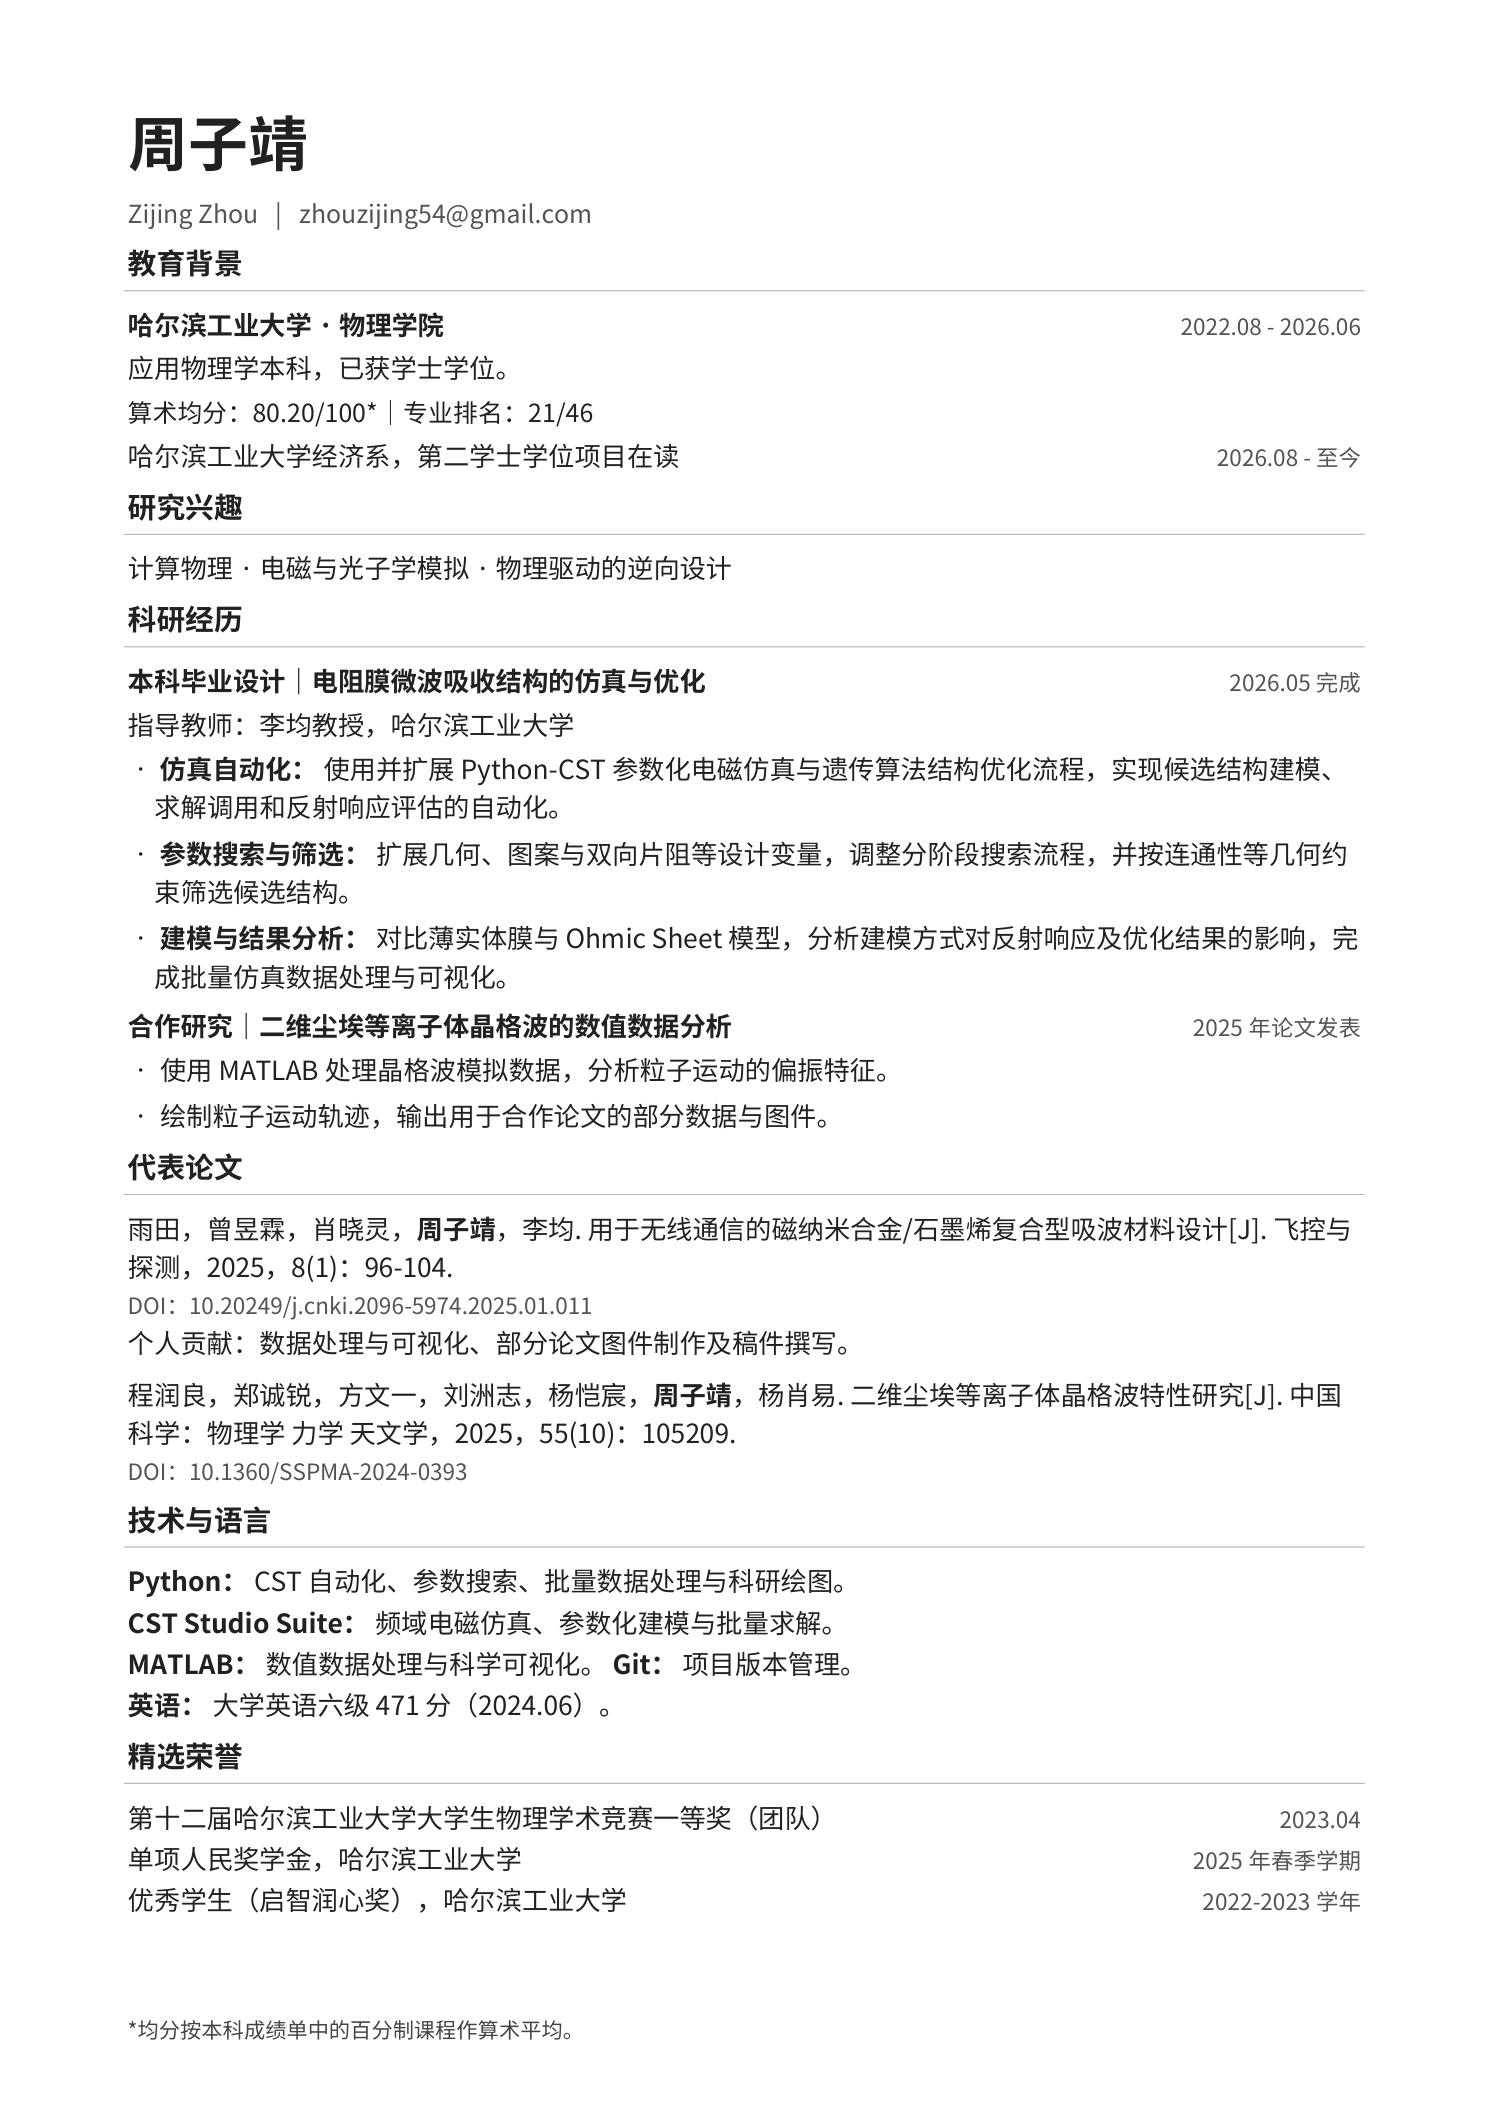 周子靖
Zijing Zhou | zhouzijing54@gmail.com
教育背景
哈尔滨工业大学 · 物理学院 2022.08 - 2026.06
应用物理学本科，已获学士学位。
算术均分：80.20/100*｜专业排名：21/46
哈尔滨工业大学经济系，第二学士学位项目在读 2026.08 - 至今
研究兴趣
计算物理 · 电磁与光子学模拟 · 物理驱动的逆向设计
科研经历
本科毕业设计｜电阻膜微波吸收结构的仿真与优化 2026.05 完成
指导教师：李均教授，哈尔滨工业大学
· 仿真自动化： 使用并扩展 Python-CST 参数化电磁仿真与遗传算法结构优化流程，实现候选结构建模、
求解调用和反射响应评估的自动化。
· 参数搜索与筛选： 扩展几何、图案与双向片阻等设计变量，调整分阶段搜索流程，并按连通性等几何约
束筛选候选结构。
· 建模与结果分析： 对比薄实体膜与 Ohmic Sheet 模型，分析建模方式对反射响应及优化结果的影响，完
成批量仿真数据处理与可视化。
合作研究｜二维尘埃等离子体晶格波的数值数据分析 2025 年论文发表
· 使用 MATLAB 处理晶格波模拟数据，分析粒子运动的偏振特征。
· 绘制粒子运动轨迹，输出用于合作论文的部分数据与图件。
代表论文
雨田，曾昱霖，肖晓灵，周子靖，李均. 用于无线通信的磁纳米合金/石墨烯复合型吸波材料设计[J]. 飞控与
探测，2025，8(1)：96-104.
DOI：10.20249/j.cnki.2096-5974.2025.01.011
个人贡献：数据处理与可视化、部分论文图件制作及稿件撰写。
程润良，郑诚锐，方文一，刘洲志，杨恺宸，周子靖，杨肖易. 二维尘埃等离子体晶格波特性研究[J]. 中国
科学：物理学 力学 天文学，2025，55(10)：105209.
DOI：10.1360/SSPMA-2024-0393
技术与语言
Python： CST 自动化、参数搜索、批量数据处理与科研绘图。
CST Studio Suite： 频域电磁仿真、参数化建模与批量求解。
MATLAB： 数值数据处理与科学可视化。 Git： 项目版本管理。
英语： 大学英语六级 471 分（2024.06）。
精选荣誉
第十二届哈尔滨工业大学大学生物理学术竞赛一等奖（团队） 2023.04
单项人民奖学金，哈尔滨工业大学 2025 年春季学期
优秀学生（启智润心奖），哈尔滨工业大学 2022-2023 学年
*均分按本科成绩单中的百分制课程作算术平均。